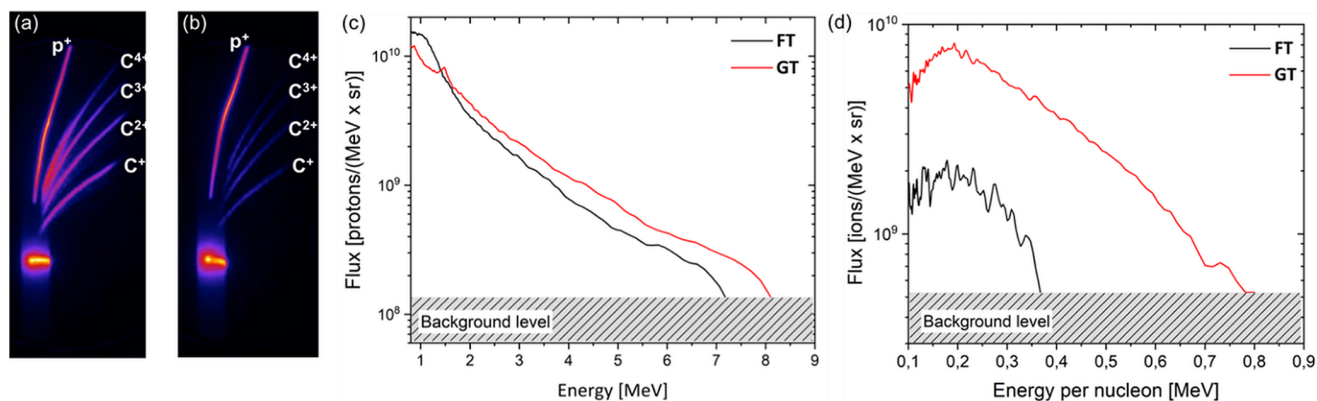 (a)
p+
C4+
C3+
C2+
C+
(b)
p+
C4+
C3+
C2+
C+
(c)
Flux [protons/(MeV x sr)]
10^10
10^9
10^8
FT
GT
Background level
1 2 3 4 5 6 7 8 9
Energy [MeV]
(d)
Flux [ions/(MeV x sr)]
10^10
10^9
FT
GT
Background level
0,1 0,2 0,3 0,4 0,5 0,6 0,7 0,8 0,9
Energy per nucleon [MeV]